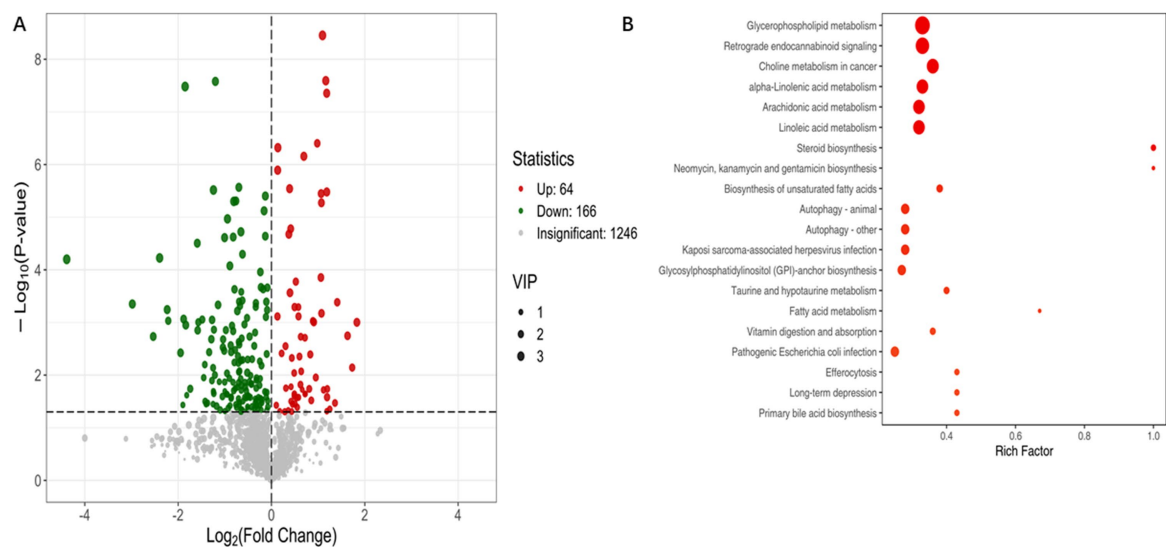 A
8
6
4
2
0
− Log10(P-value)
-4
-2
0
2
4
Log2(Fold Change)
Statistics
Up: 64
Down: 166
Insignificant: 1246
VIP
1
2
3
B
Glycerophospholipid metabolism
Retrograde endocannabinoid signaling
Choline metabolism in cancer
alpha-Linolenic acid metabolism
Arachidonic acid metabolism
Linoleic acid metabolism
Steroid biosynthesis
Neomycin, kanamycin and gentamicin biosynthesis
Biosynthesis of unsaturated fatty acids
Autophagy - animal
Autophagy - other
Kaposi sarcoma-associated herpesvirus infection
Glycosylphosphatidylinositol (GPI)-anchor biosynthesis
Taurine and hypotaurine metabolism
Fatty acid metabolism
Vitamin digestion and absorption
Pathogenic Escherichia coli infection
Efferocytosis
Long-term depression
Primary bile acid biosynthesis
0.4
0.6
0.8
1.0
Rich Factor